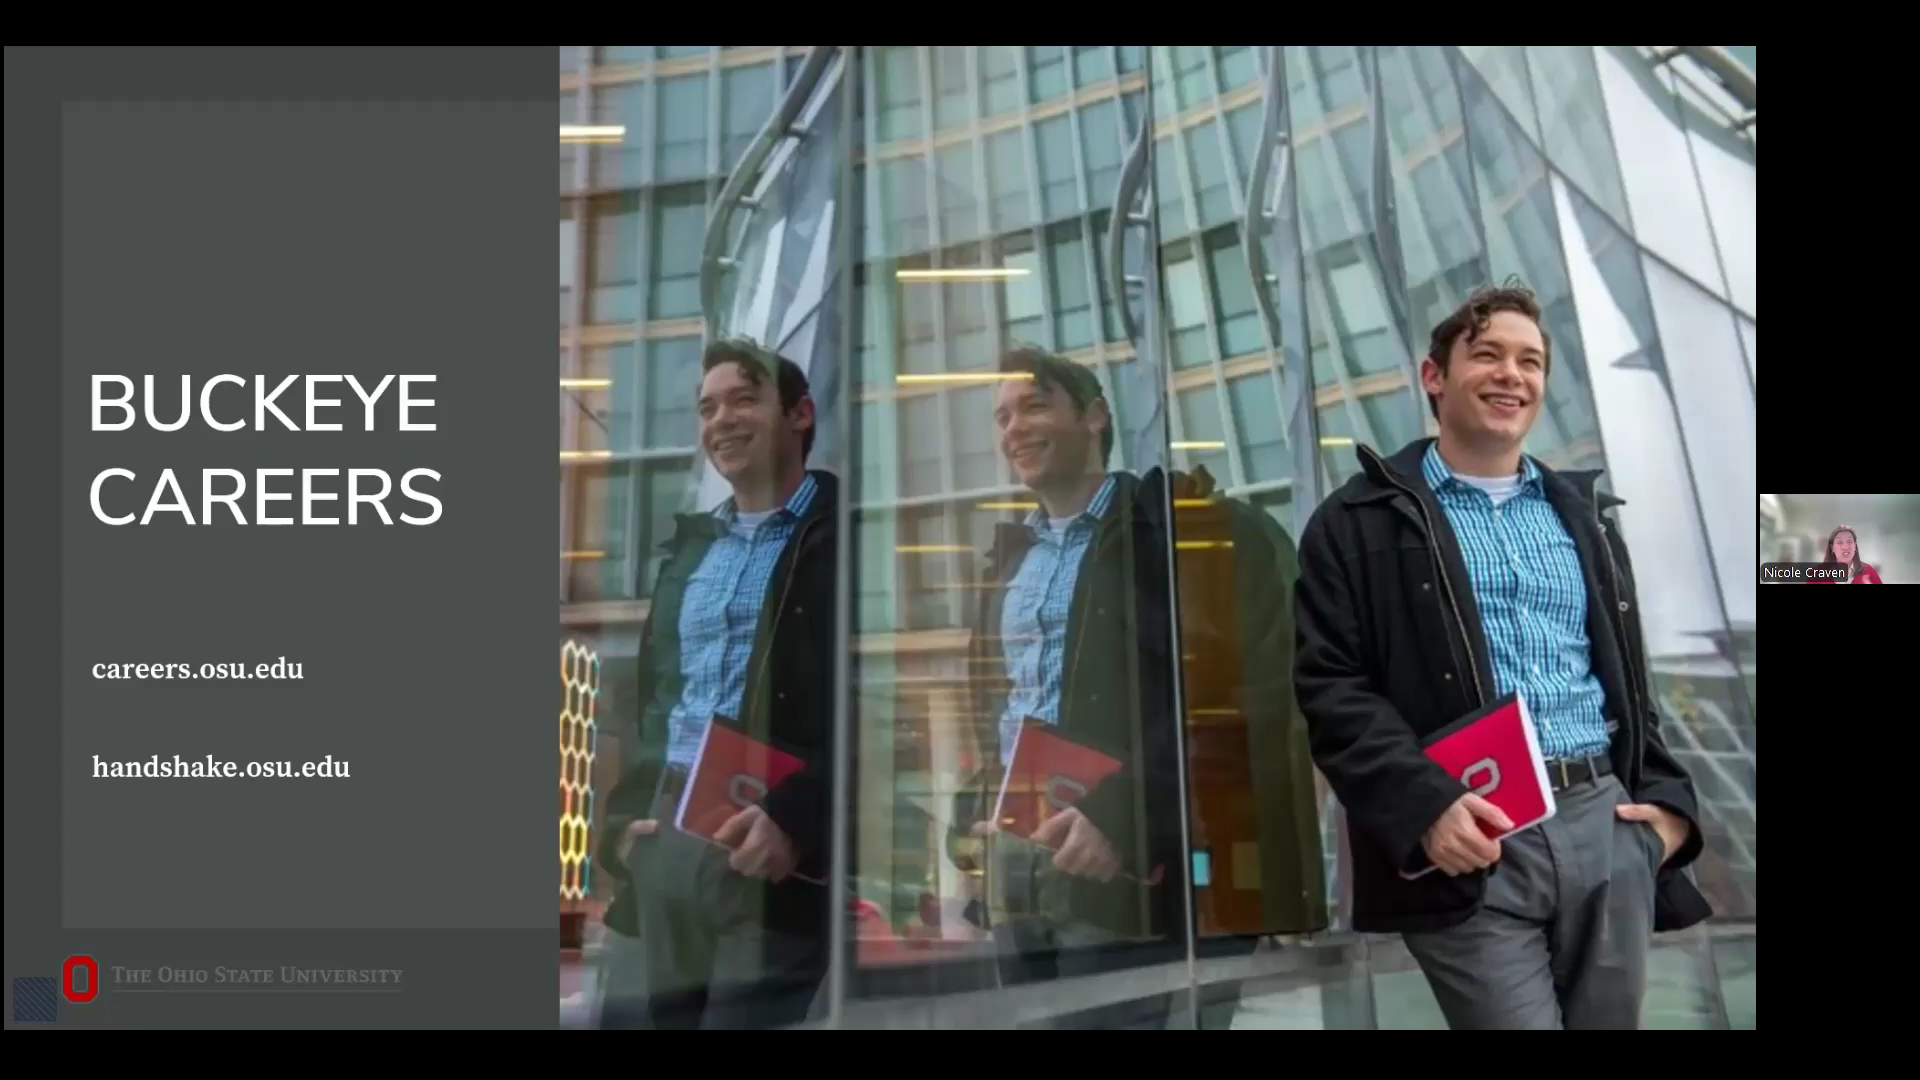 BUCKEYE
CAREERS
careers.osu.edu
handshake.osu.edu
THE OHIO STATE UNIVERSITY
Nicole Craven